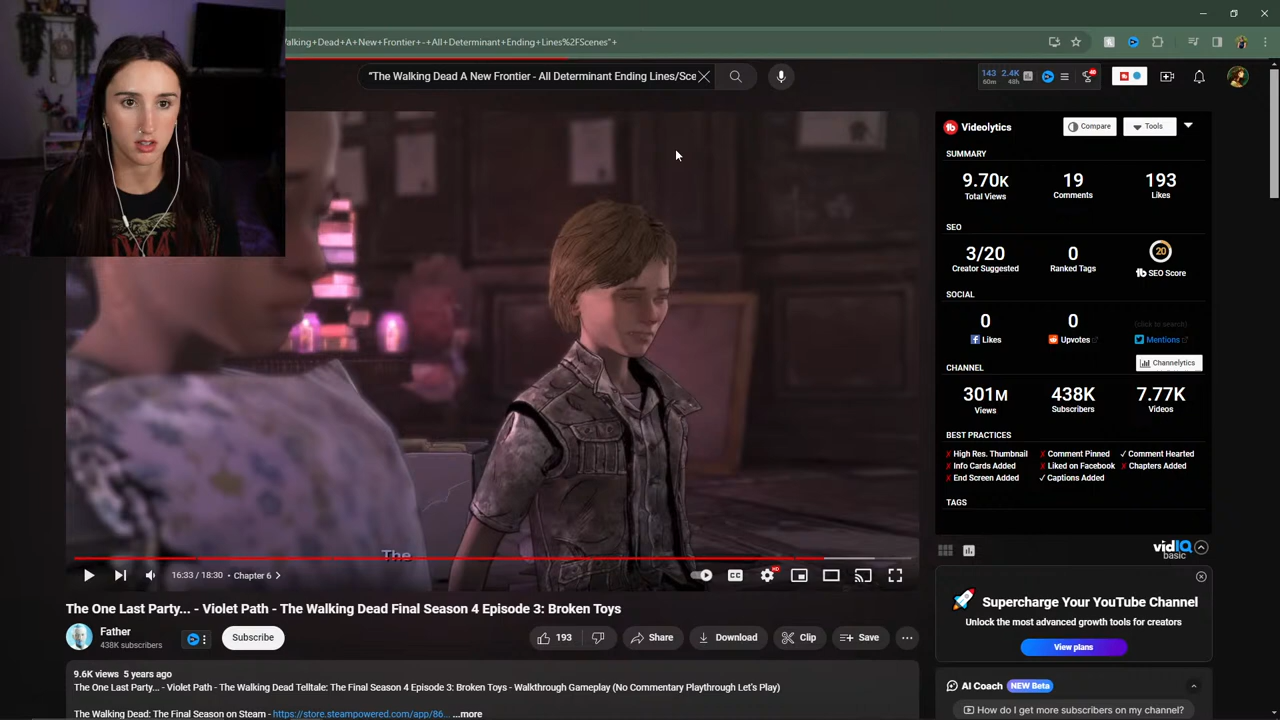 Walking+Dead+A+New+Frontier+-+All+Determinant+Ending+Lines%2FScenes"+
"The Walking Dead A New Frontier - All Determinant Ending Lines/Sce
143 2.4K
60m 48h
Videolytics
Compare
Tools
SUMMARY
9.70K 19 193
Total Views Comments Likes
SEO
3/20 0 20
Creator Suggested Ranked Tags tb SEO Score
SOCIAL
0 0 (click to search)
Likes Upvotes Mentions
CHANNEL
Channelytics
301M 438K 7.77K
Views Subscribers Videos
BEST PRACTICES
✗ High Res. Thumbnail ✗ Comment Pinned ✓ Comment Hearted
✗ Info Cards Added ✗ Liked on Facebook ✗ Chapters Added
✗ End Screen Added ✓ Captions Added
TAGS
The
16:33 / 18:30 • Chapter 6
CC
HD
vidIQ
basic
Supercharge Your YouTube Channel
Unlock the most advanced growth tools for creators
View plans
AI Coach NEW Beta
How do I get more subscribers on my channel?
The One Last Party... - Violet Path - The Walking Dead Final Season 4 Episode 3: Broken Toys
Father
438K subscribers
Subscribe
193
Share
Download
Clip
Save
9.6K views 5 years ago
The One Last Party... - Violet Path - The Walking Dead Telltale: The Final Season 4 Episode 3: Broken Toys - Walkthrough Gameplay (No Commentary Playthrough Let's Play)
The Walking Dead: The Final Season on Steam - https://store.steampowered.com/app/86... ...more